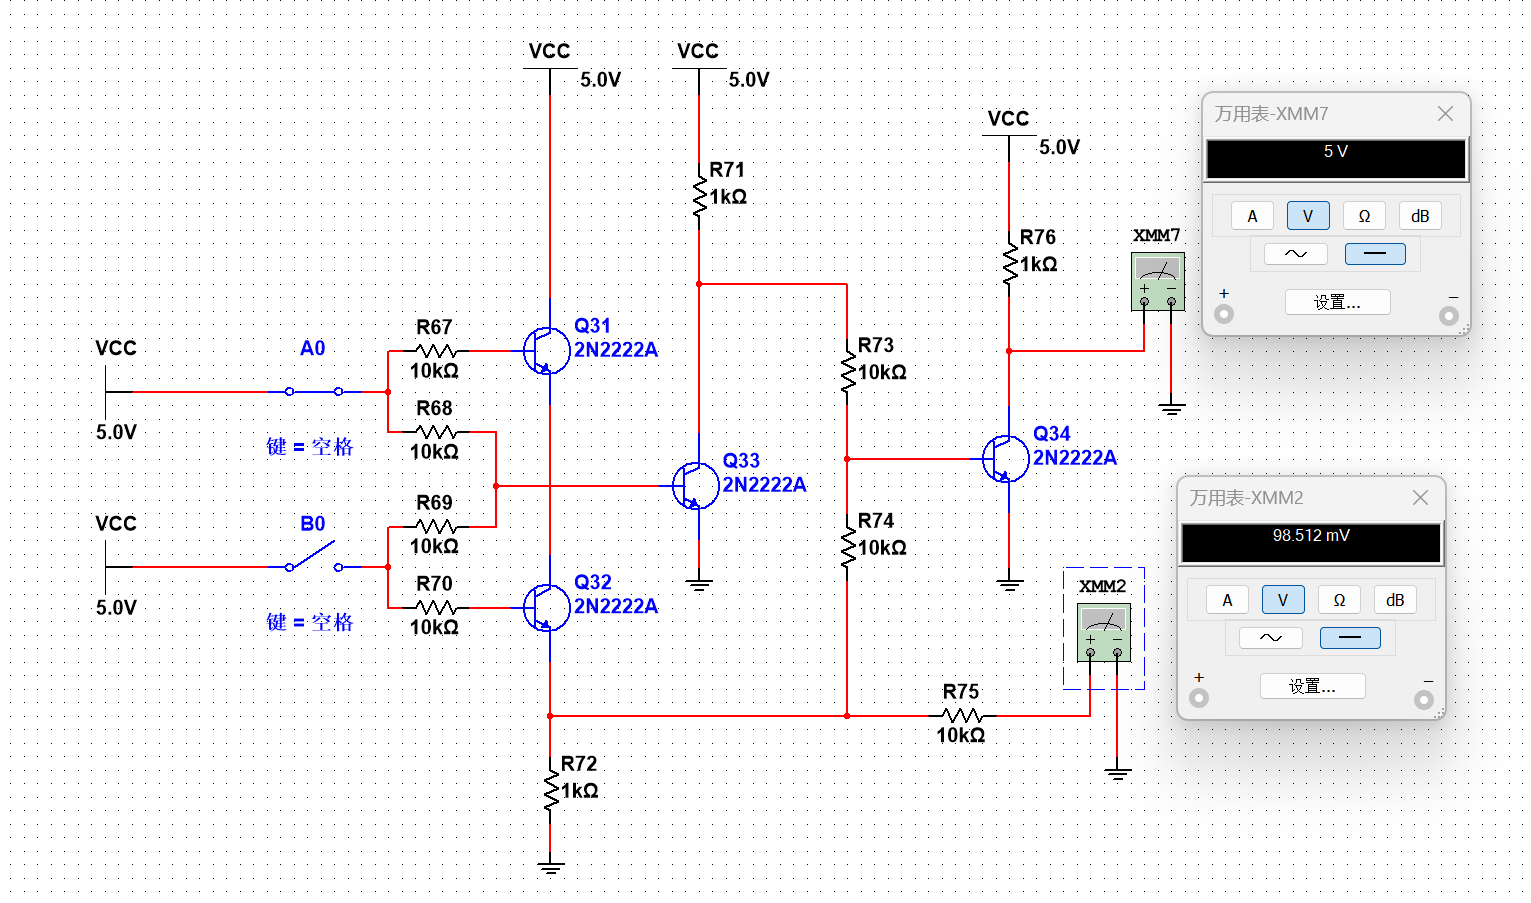 VCC
5.0V
VCC
5.0V
VCC
5.0V
R71
1kΩ
R76
1kΩ
XMM7
+ −
万用表-XMM7
5 V
A V Ω dB
设置...
+ −
VCC
5.0V
A0
键 = 空格
R67
10kΩ
Q31
2N2222A
R68
10kΩ
R73
10kΩ
Q33
2N2222A
Q34
2N2222A
VCC
5.0V
B0
键 = 空格
R69
10kΩ
R70
10kΩ
Q32
2N2222A
R74
10kΩ
XMM2
+ −
万用表-XMM2
98.512 mV
A V Ω dB
设置...
+ −
R75
10kΩ
R72
1kΩ